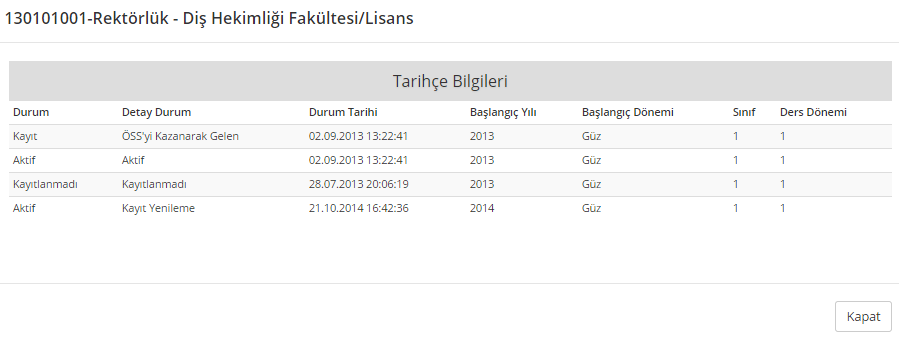 130101001-Rektörlük - Diş Hekimliği Fakültesi/Lisans
Tarihçe Bilgileri
Durum Detay Durum Durum Tarihi Başlangıç Yılı Başlangıç Dönemi Sınıf Ders Dönemi
Kayıt ÖSS'yi Kazanarak Gelen 02.09.2013 13:22:41 2013 Güz 1 1
Aktif Aktif 02.09.2013 13:22:41 2013 Güz 1 1
Kayıtlanmadı Kayıtlanmadı 28.07.2013 20:06:19 2013 Güz 1 1
Aktif Kayıt Yenileme 21.10.2014 16:42:36 2014 Güz 1 1
Kapat